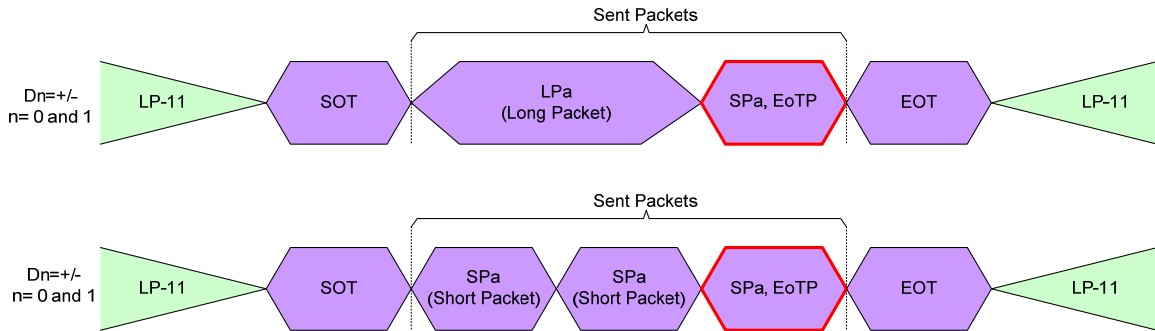 Sent Packets
Dn=+/-
n= 0 and 1
LP-11
SOT
LPa
(Long Packet)
SPa, EoTP
EOT
LP-11
Sent Packets
Dn=+/-
n= 0 and 1
LP-11
SOT
SPa
(Short Packet)
SPa
(Short Packet)
SPa, EoTP
EOT
LP-11